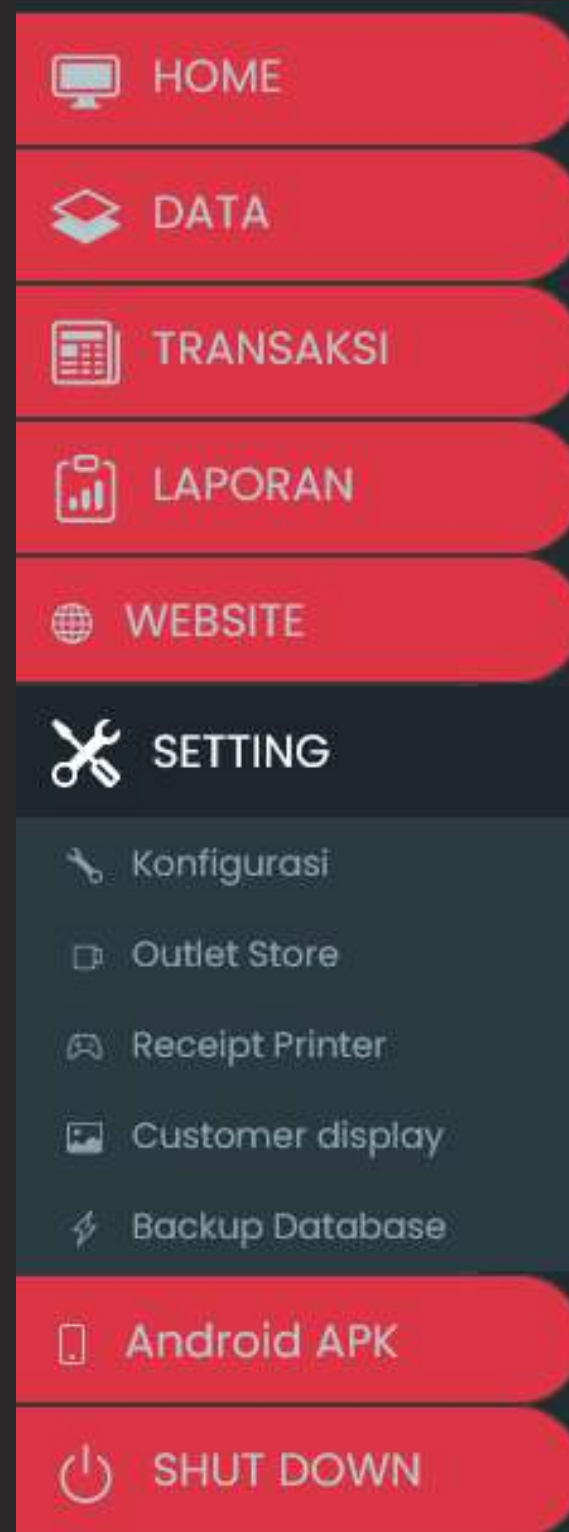 HOME
DATA
TRANSAKSI
LAPORAN
WEBSITE
SETTING
Konfigurasi
Outlet Store
Receipt Printer
Customer display
Backup Database
Android APK
SHUT DOWN